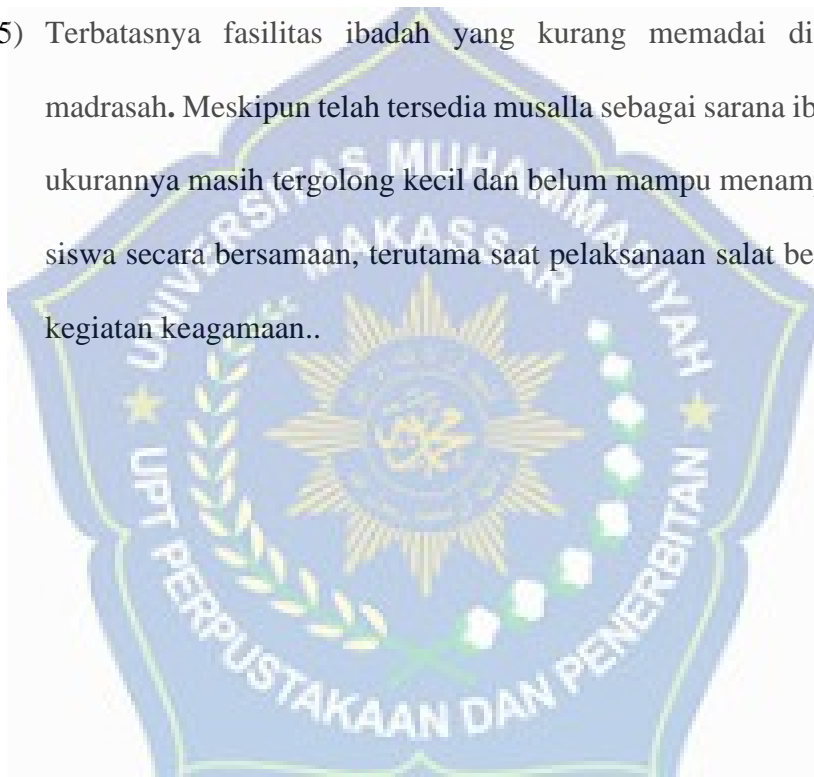 5) Terbatasnya fasilitas ibadah yang kurang memadai di
madrasah. Meskipun telah tersedia musalla sebagai sarana ib
ukurannya masih tergolong kecil dan belum mampu menamp
siswa secara bersamaan, terutama saat pelaksanaan salat be
kegiatan keagamaan..
UNIVERSITAS MUHAMMADIYAH
MAKASSAR
UPT PERPUSTAKAAN DAN PENERBITAN